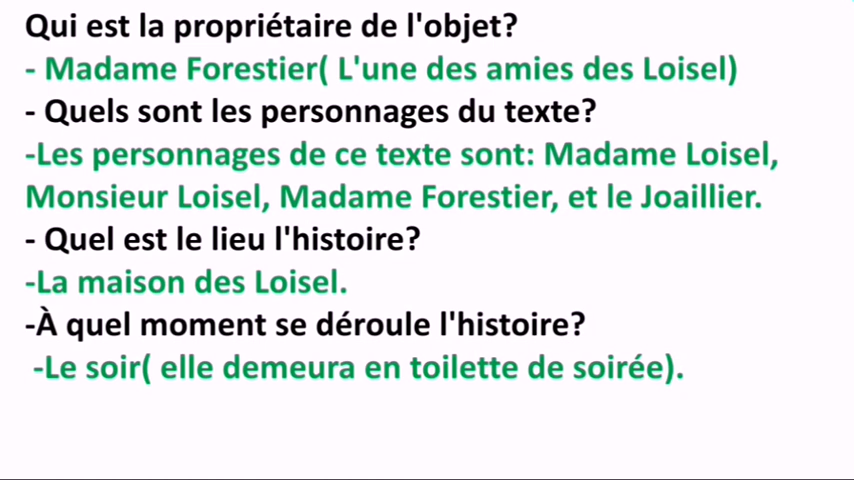 Qui est la propriétaire de l'objet?
- Madame Forestier( L'une des amies des Loisel)
- Quels sont les personnages du texte?
-Les personnages de ce texte sont: Madame Loisel,
Monsieur Loisel, Madame Forestier, et le Joaillier.
- Quel est le lieu l'histoire?
-La maison des Loisel.
-À quel moment se déroule l'histoire?
-Le soir( elle demeura en toilette de soirée).